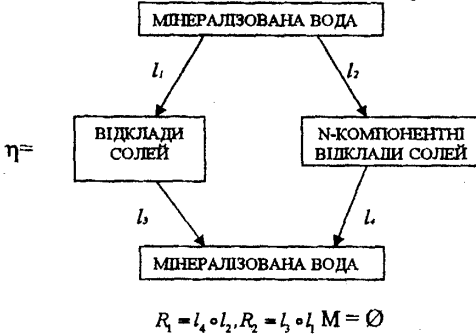 МІНЕРАЛІЗОВАНА ВОДА
l₁
l₂
η=
ВІДКЛАДИ
СОЛЕЙ
N-КОМПОНЕНТНІ
ВІДКЛАДИ СОЛЕЙ
l₃
l₄
МІНЕРАЛІЗОВАНА ВОДА
R₁ = l₄ ∘ l₂, R₂ = l₃ ∘ l₁ M = Ø